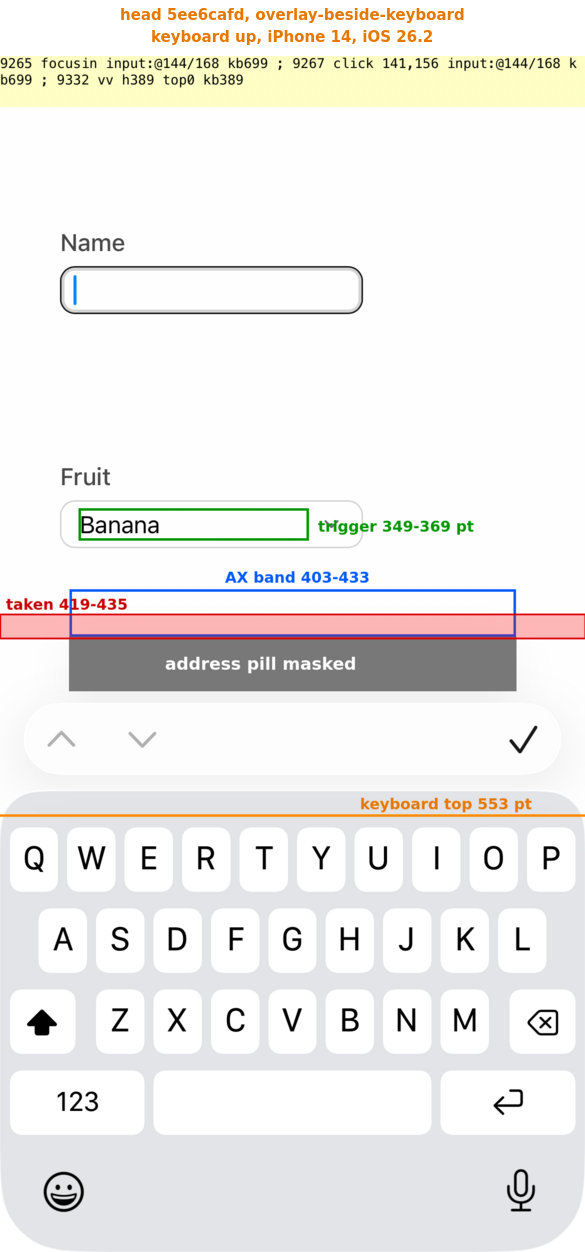 head 5ee6cafd, overlay-beside-keyboard
keyboard up, iPhone 14, iOS 26.2
9265 focusin input:@144/168 kb699 ; 9267 click 141,156 input:@144/168 k
b699 ; 9332 vv h389 top0 kb389
Name
Fruit
Banana
trigger 349-369 pt
AX band 403-433
taken 419-435
address pill masked
keyboard top 553 pt
Q W E R T Y U I O P
A S D F G H J K L
Z X C V B N M
123